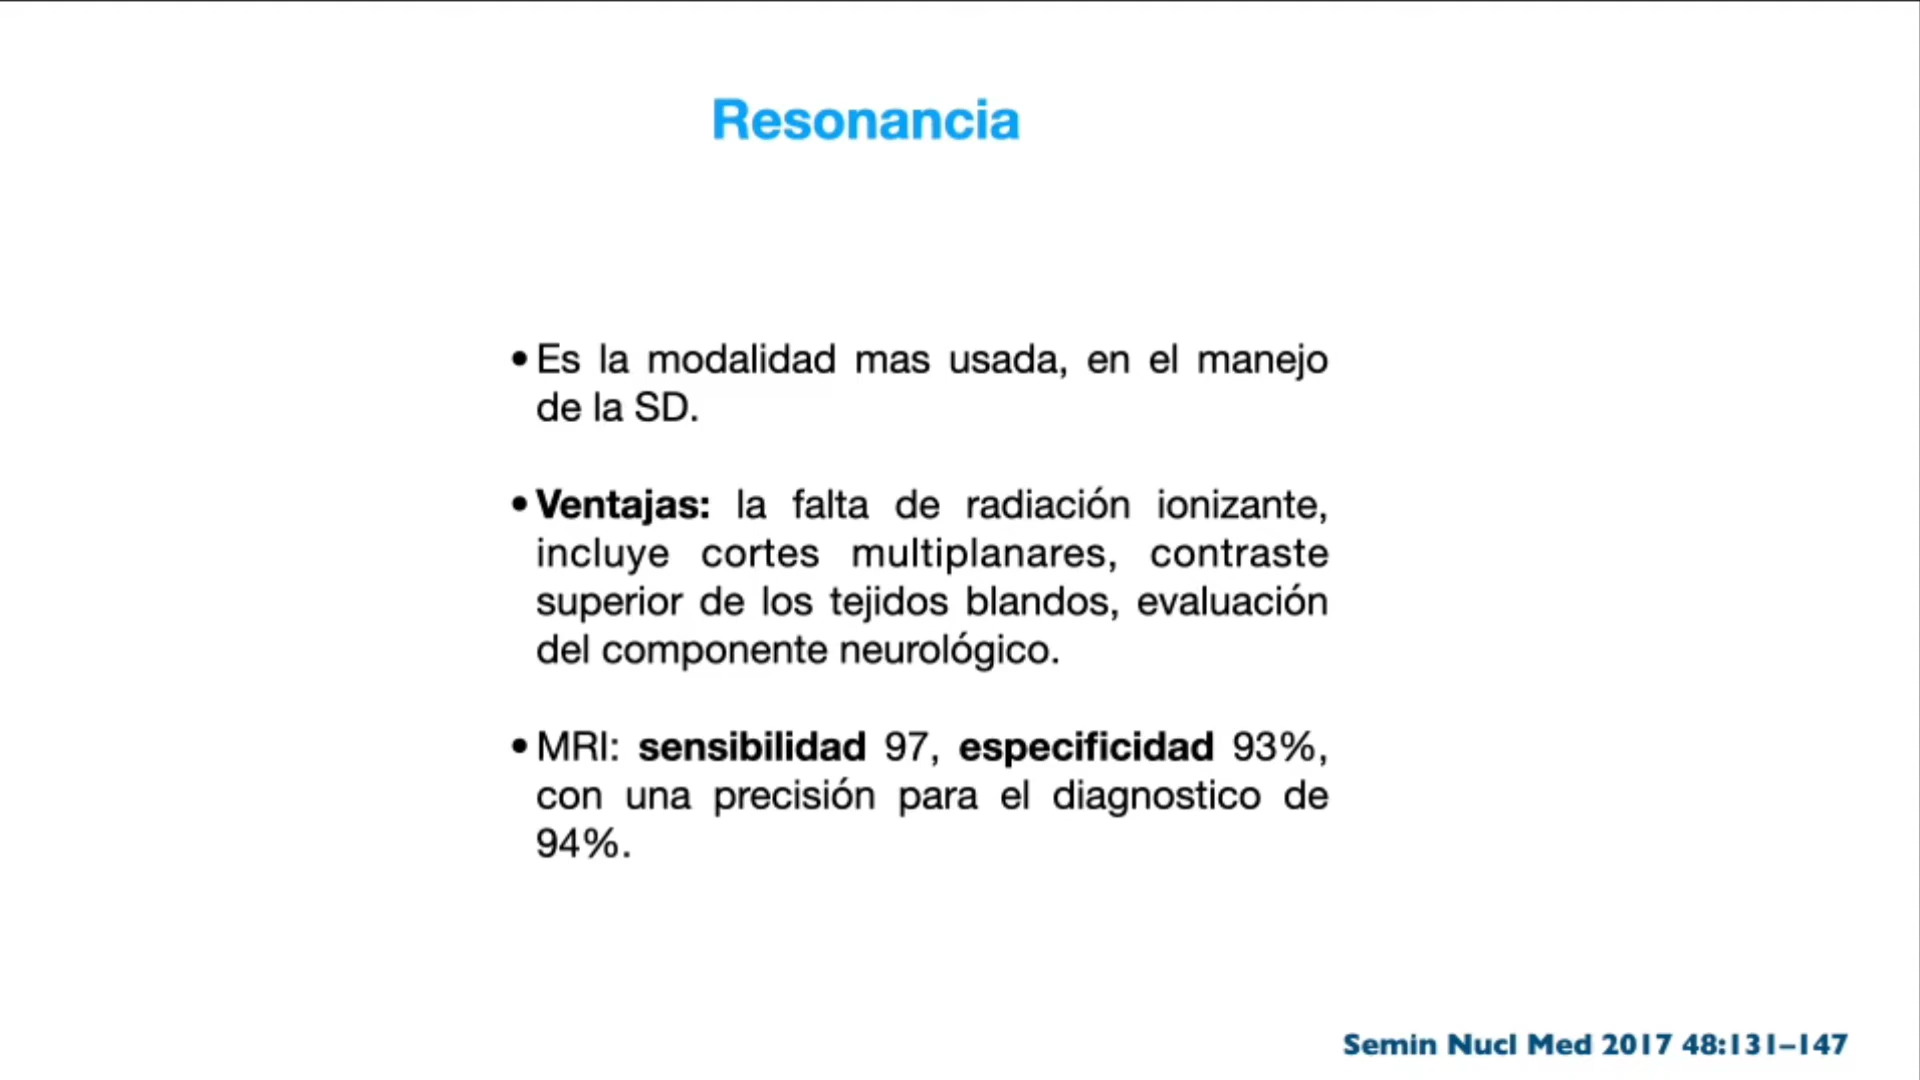 Resonancia
• Es la modalidad mas usada, en el manejo
de la SD.
• Ventajas: la falta de radiación ionizante,
incluye cortes multiplanares, contraste
superior de los tejidos blandos, evaluación
del componente neurológico.
• MRI: sensibilidad 97, especificidad 93%,
con una precisión para el diagnostico de
94%.
Semin Nucl Med 2017 48:131–147